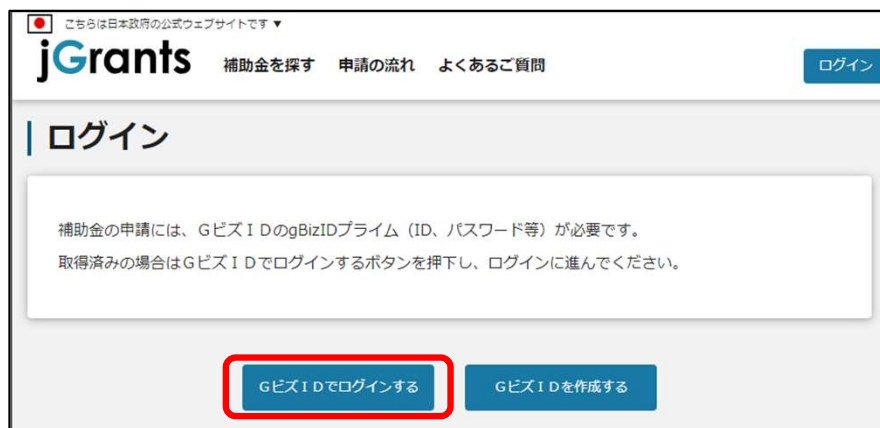 こちらは日本政府の公式ウェブサイトです ▼
jGrants 補助金を探す 申請の流れ よくあるご質問 ログイン
ログイン
補助金の申請には、GビズIDのgBizIDプライム（ID、パスワード等）が必要です。
取得済みの場合はGビズIDでログインするボタンを押下し、ログインに進んでください。
GビズIDでログインする GビズIDを作成する